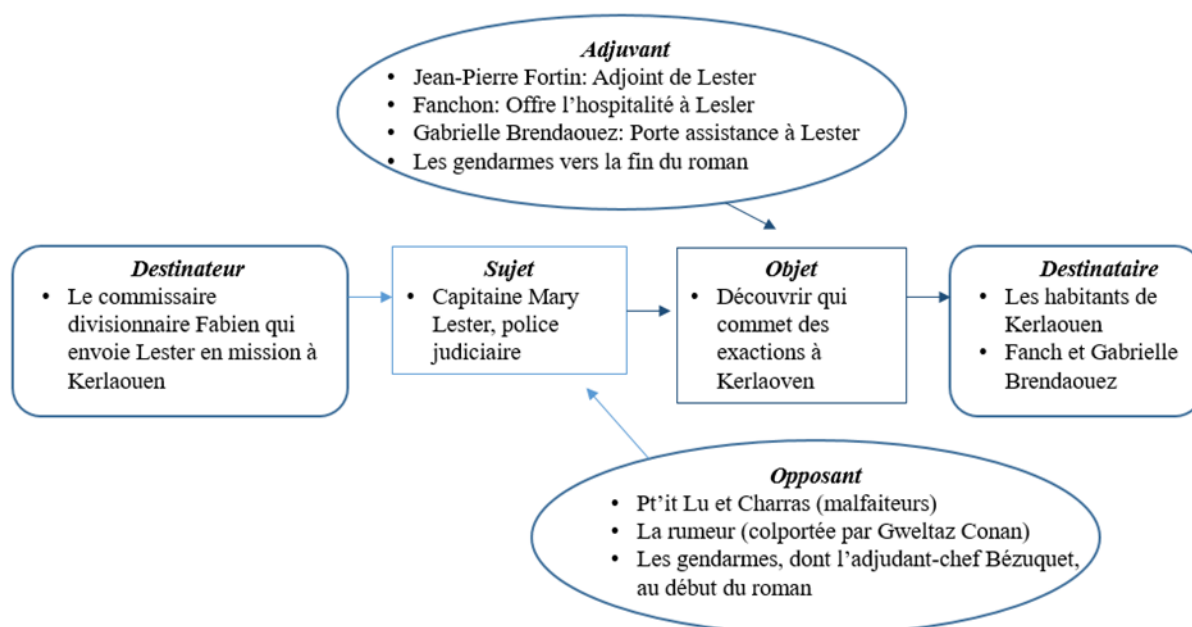 Adjuvant
• Jean-Pierre Fortin: Adjoint de Lester
• Fanchon: Offre l’hospitalité à Lesler
• Gabrielle Brendaouez: Porte assistance à Lester
• Les gendarmes vers la fin du roman
Destinateur
• Le commissaire
divisionnaire Fabien qui
envoie Lester en mission à
Kerlaouen
Sujet
• Capitaine Mary
Lester, police
judiciaire
Objet
• Découvrir qui
commet des
exactions à
Kerlaoven
Destinataire
• Les habitants de
Kerlaouen
• Fanch et Gabrielle
Brendaouez
Opposant
• Pt’it Lu et Charras (malfaiteurs)
• La rumeur (colportée par Gweltaz Conan)
• Les gendarmes, dont l’adjudant-chef Bézuquet,
au début du roman